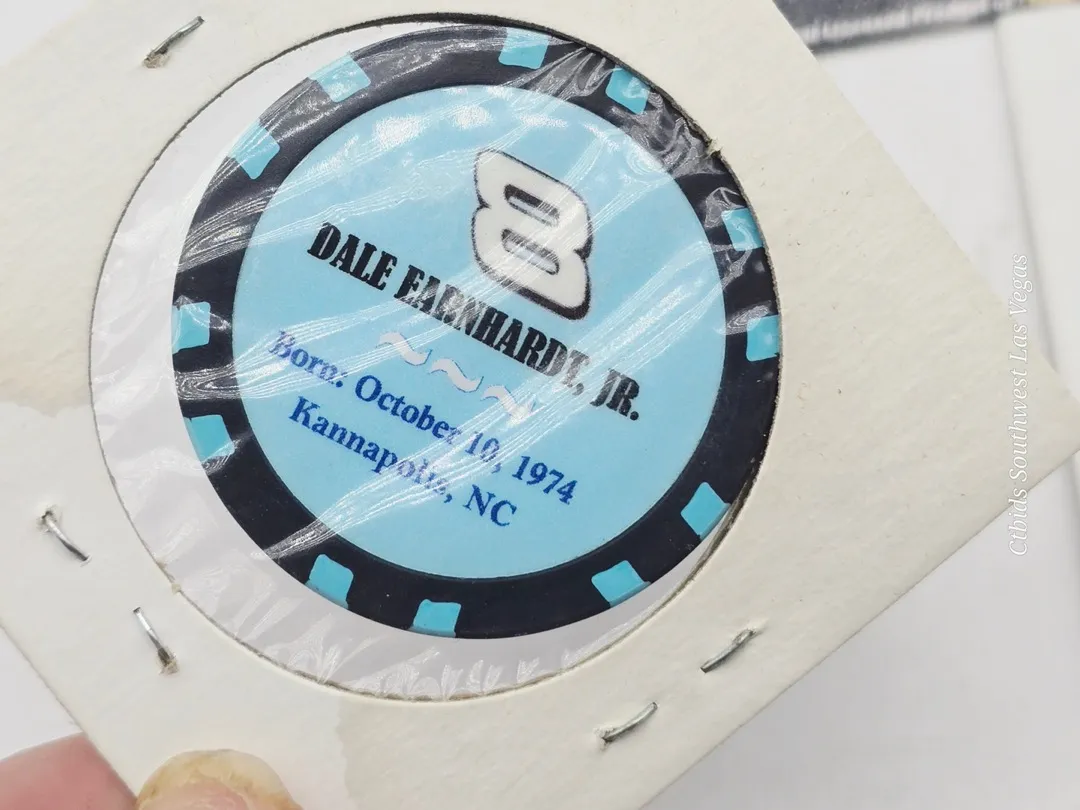 8
DALE EARNHARDT, JR.
Born: October 10, 1974
Kannapolis, NC
Ctbids Southwest Las Vegas